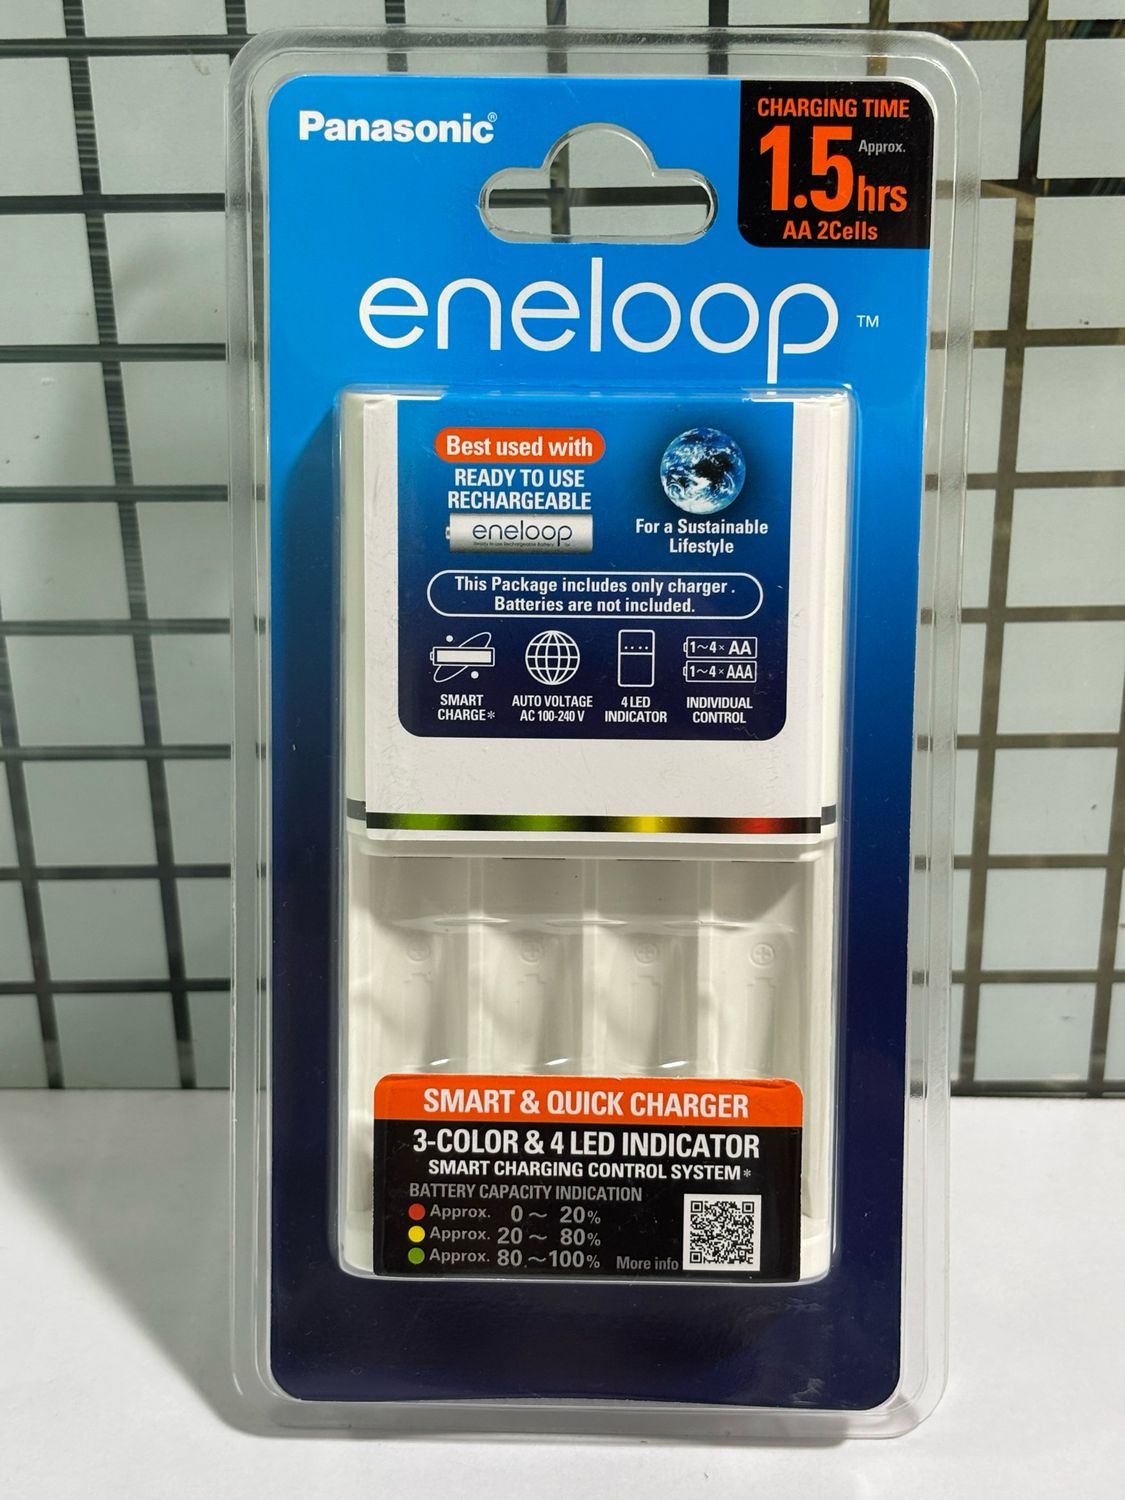 Panasonic®
CHARGING TIME
1.5 Approx.
hrs
AA 2Cells
eneloop™
Best used with
READY TO USE
RECHARGEABLE
eneloop
For a Sustainable
Lifestyle
This Package includes only charger .
Batteries are not included.
SMART
CHARGE*
AUTO VOLTAGE
AC 100-240 V
4 LED
INDICATOR
1~4× AA
1~4× AAA
INDIVIDUAL
CONTROL
SMART & QUICK CHARGER
3-COLOR & 4 LED INDICATOR
SMART CHARGING CONTROL SYSTEM*
BATTERY CAPACITY INDICATION
Approx. 0 ~ 20%
Approx. 20 ~ 80%
Approx. 80 ~ 100%
More info